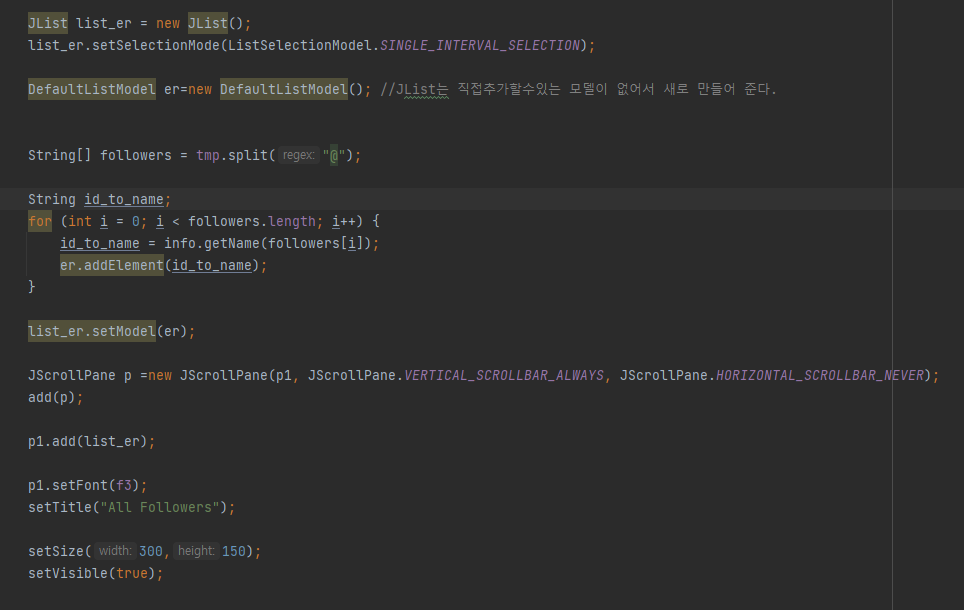 JList list_er = new JList();
list_er.setSelectionMode(ListSelectionModel.SINGLE_INTERVAL_SELECTION);
DefaultListModel er=new DefaultListModel(); //JList는 직접추가할수있는 모델이 없어서 새로 만들어 준다.
String[] followers = tmp.split( regex: "@");
String id_to_name;
for (int i = 0; i < followers.length; i++) {
id_to_name = info.getName(followers[i]);
er.addElement(id_to_name);
}
list_er.setModel(er);
JScrollPane p =new JScrollPane(p1, JScrollPane.VERTICAL_SCROLLBAR_ALWAYS, JScrollPane.HORIZONTAL_SCROLLBAR_NEVER);
add(p);
p1.add(list_er);
p1.setFont(f3);
setTitle("All Followers");
setSize( width: 300, height: 150);
setVisible(true);